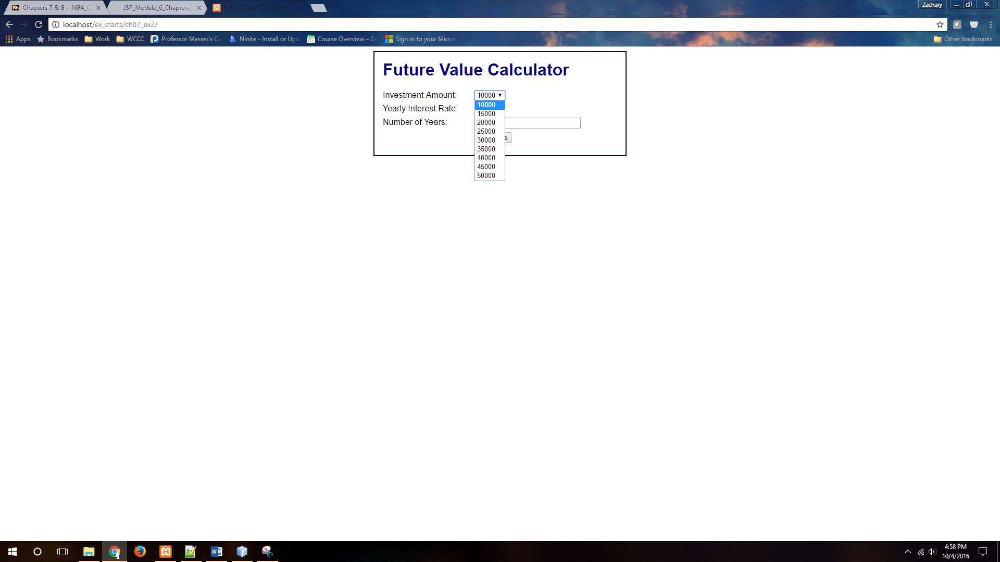 Bb Chapters 7 & 8 – 16FA_C
JSP_Module_6_Chapters_
Future Value Calculator
Zachary
localhost/ex_starts/ch07_ex2/
Apps
Bookmarks
Work
WCCC
Professor Messer's Co
Ninite - Install or Upd
Course Overview – Go
Sign in to your Micros
Other bookmarks
Future Value Calculator
Investment Amount: 10000
Yearly Interest Rate:
Number of Years:
10000
15000
20000
25000
30000
35000
40000
45000
50000
e
4:58 PM
10/4/2016